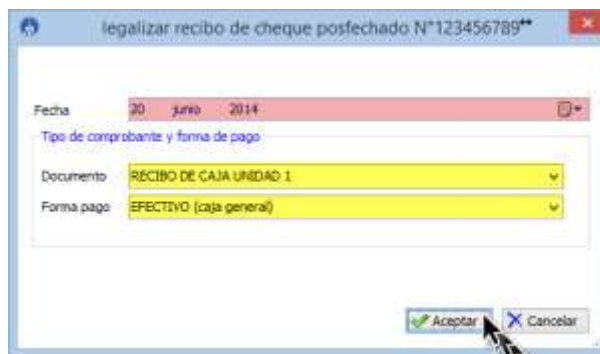 legalizar recibo de cheque posfechado N°123456789**
Fecha 20 junio 2014
Tipo de comprobante y forma de pago
Documento RECIBO DE CAJA UNIDAD 1
Forma pago EFECTIVO (caja general)
Aceptar Cancelar